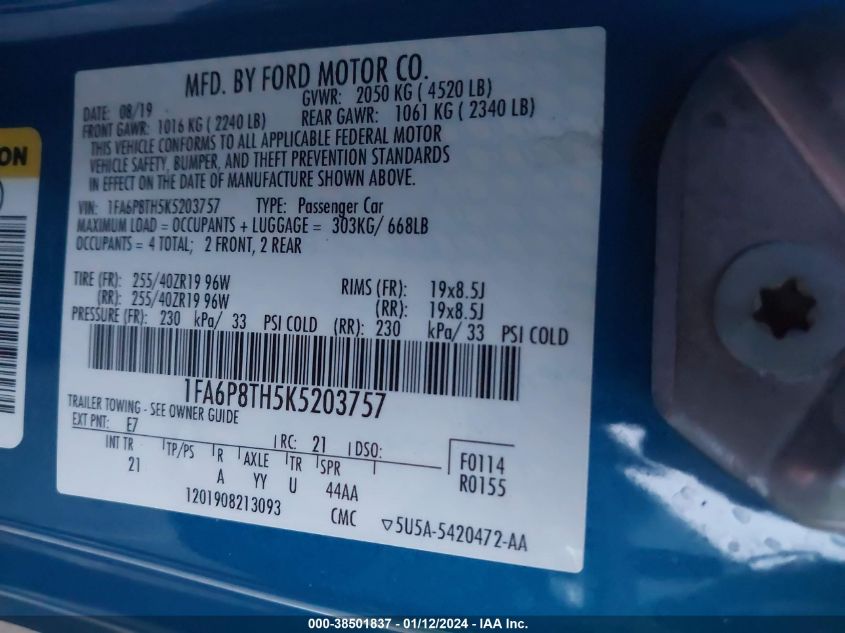 MFD. BY FORD MOTOR CO.
DATE: 08/19 GVWR: 2050 KG ( 4520 LB)
FRONT GAWR: 1016 KG ( 2240 LB) REAR GAWR: 1061 KG ( 2340 LB)
THIS VEHICLE CONFORMS TO ALL APPLICABLE FEDERAL MOTOR
VEHICLE SAFETY, BUMPER, AND THEFT PREVENTION STANDARDS
IN EFFECT ON THE DATE OF MANUFACTURE SHOWN ABOVE.
VIN: 1FA6P8TH5K5203757 TYPE: Passenger Car
MAXIMUM LOAD = OCCUPANTS + LUGGAGE = 303KG/ 668LB
OCCUPANTS = 4 TOTAL; 2 FRONT, 2 REAR
TIRE (FR): 255/40ZR19 96W RIMS (FR): 19x8.5J
(RR): 255/40ZR19 96W (RR): 19x8.5J
PRESSURE (FR): 230 kPa/ 33 PSI COLD (RR): 230 kPa/ 33 PSI COLD
1FA6P8TH5K5203757
TRAILER TOWING - SEE OWNER GUIDE
EXT PNT: E7 RC: 21 DSO:
INT TR TP/PS R AXLE TR SPR F0114
21 A YY U 44AA R0155
1201908213093 CMC ▽5U5A-5420472-AA
ON
000-38501837 - 01/12/2024 - IAA Inc.